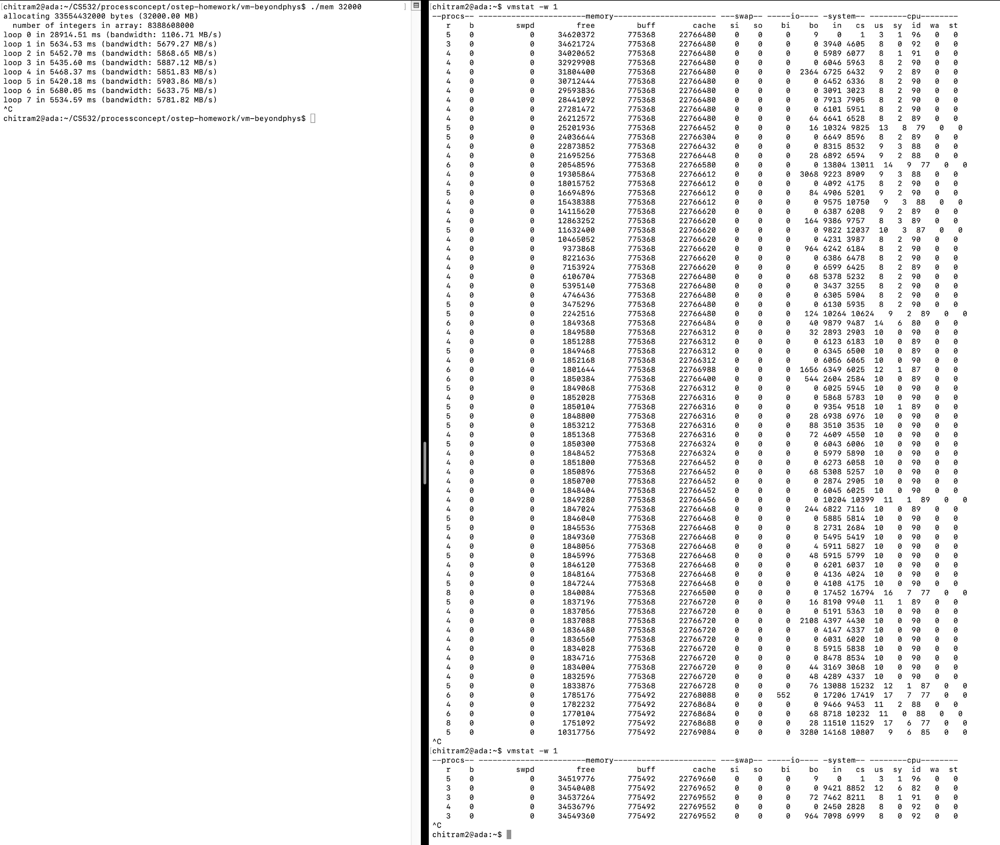 [chitram2@ada:~/CS532/processconcept/ostep-homework/vm-beyondphys$ ./mem 32000 ]
allocating 33554432000 bytes (32000.00 MB)
  number of integers in array: 8388608000
loop 0 in 28914.51 ms (bandwidth: 1106.71 MB/s)
loop 1 in 5634.53 ms (bandwidth: 5679.27 MB/s)
loop 2 in 5452.70 ms (bandwidth: 5868.65 MB/s)
loop 3 in 5435.60 ms (bandwidth: 5887.12 MB/s)
loop 4 in 5468.37 ms (bandwidth: 5851.83 MB/s)
loop 5 in 5420.18 ms (bandwidth: 5903.86 MB/s)
loop 6 in 5680.05 ms (bandwidth: 5633.75 MB/s)
loop 7 in 5534.59 ms (bandwidth: 5781.82 MB/s)
^C
chitram2@ada:~/CS532/processconcept/ostep-homework/vm-beyondphys$
[chitram2@ada:~$ vmstat -w 1
--procs-- -----------------------memory---------------------- ---swap-- -----io---- -system-- --------cpu--------
r b swpd free buff cache si so bi bo in cs us sy id wa st
5 0 0 34620372 775368 22766480 0 0 0 9 0 1 3 1 96 0 0
3 0 0 34621724 775368 22766480 0 0 0 0 3940 4605 8 0 92 0 0
4 0 0 34020652 775368 22766480 0 0 0 0 5989 6077 8 1 91 0 0
4 0 0 32929908 775368 22766480 0 0 0 0 6046 5963 8 2 90 0 0
4 0 0 31804400 775368 22766480 0 0 0 2364 6725 6432 9 2 89 0 0
4 0 0 30712444 775368 22766480 0 0 0 0 6452 6336 8 2 90 0 0
4 0 0 29593836 775368 22766480 0 0 0 0 3091 3023 8 2 90 0 0
4 0 0 28441092 775368 22766480 0 0 0 0 7913 7905 8 2 90 0 0
4 0 0 27281472 775368 22766480 0 0 0 0 6101 5951 8 2 90 0 0
4 0 0 26212572 775368 22766480 0 0 0 64 6641 6528 8 2 89 0 0
5 0 0 25201936 775368 22766452 0 0 0 16 10324 9825 13 8 79 0 0
5 0 0 24036644 775368 22766304 0 0 0 0 6649 8596 8 2 89 0 0
4 0 0 22873852 775368 22766432 0 0 0 0 8315 8532 9 3 88 0 0
4 0 0 21695256 775368 22766448 0 0 0 28 6892 6594 9 2 88 0 0
6 0 0 20548596 775368 22766580 0 0 0 0 13804 13011 14 9 77 0 0
4 0 0 19305864 775368 22766612 0 0 0 3068 9223 8909 9 3 88 0 0
4 0 0 18015752 775368 22766612 0 0 0 0 4092 4175 8 2 90 0 0
5 0 0 16694896 775368 22766612 0 0 0 84 4906 5201 9 2 90 0 0
4 0 0 15438388 775368 22766612 0 0 0 0 9575 10750 9 3 88 0 0
4 0 0 14115620 775368 22766620 0 0 0 0 6387 6208 9 2 89 0 0
4 0 0 12863252 775368 22766620 0 0 0 164 9386 9757 8 3 89 0 0
5 0 0 11632400 775368 22766620 0 0 0 0 9822 12037 10 3 87 0 0
4 0 0 10465052 775368 22766620 0 0 0 0 4231 3987 8 2 90 0 0
4 0 0 9373868 775368 22766620 0 0 0 964 6242 6184 8 2 90 0 0
4 0 0 8221636 775368 22766620 0 0 0 0 6386 6478 8 2 90 0 0
4 0 0 7153924 775368 22766620 0 0 0 0 6599 6425 8 2 89 0 0
4 0 0 6106704 775368 22766480 0 0 0 68 5378 5232 8 2 90 0 0
4 0 0 5395140 775368 22766480 0 0 0 0 3437 3255 8 2 90 0 0
4 0 0 4746436 775368 22766480 0 0 0 0 6305 5904 8 2 90 0 0
5 0 0 3475296 775368 22766480 0 0 0 0 6130 5935 8 2 90 0 0
5 0 0 2242516 775368 22766480 0 0 0 124 10264 10624 9 2 89 0 0
6 0 0 1849368 775368 22766484 0 0 0 40 9879 9487 14 6 80 0 0
4 0 0 1849580 775368 22766312 0 0 0 32 2893 2903 10 0 90 0 0
4 0 0 1851288 775368 22766312 0 0 0 0 6123 6183 10 0 89 0 0
5 0 0 1849468 775368 22766312 0 0 0 0 6345 6500 10 0 89 0 0
4 0 0 1852168 775368 22766312 0 0 0 0 6056 6065 10 0 90 0 0
6 0 0 1801644 775368 22766988 0 0 0 1656 6349 6025 12 1 87 0 0
6 0 0 1850384 775368 22766400 0 0 0 544 2604 2584 10 0 89 0 0
5 0 0 1849068 775368 22766312 0 0 0 0 6025 5945 10 0 90 0 0
4 0 0 1852028 775368 22766316 0 0 0 0 5868 5783 10 0 90 0 0
5 0 0 1850104 775368 22766316 0 0 0 0 9354 9518 10 1 89 0 0
5 0 0 1848800 775368 22766316 0 0 0 28 6938 6976 10 0 90 0 0
5 0 0 1853212 775368 22766316 0 0 0 88 3510 3535 10 0 90 0 0
4 0 0 1851368 775368 22766316 0 0 0 72 4609 4550 10 0 90 0 0
5 0 0 1850300 775368 22766324 0 0 0 0 6043 6006 10 0 90 0 0
4 0 0 1848452 775368 22766324 0 0 0 0 5979 5890 10 0 90 0 0
4 0 0 1851800 775368 22766452 0 0 0 0 6273 6058 10 0 90 0 0
4 0 0 1850896 775368 22766452 0 0 0 68 5308 5257 10 0 90 0 0
4 0 0 1850700 775368 22766452 0 0 0 0 2874 2905 10 0 90 0 0
4 0 0 1848404 775368 22766452 0 0 0 0 6045 6025 10 0 90 0 0
4 0 0 1849280 775368 22766456 0 0 0 0 10204 10399 11 1 89 0 0
4 0 0 1847024 775368 22766468 0 0 0 244 6822 7116 10 0 89 0 0
5 0 0 1846040 775368 22766468 0 0 0 0 5885 5814 10 0 90 0 0
5 0 0 1845536 775368 22766468 0 0 0 8 2731 2684 10 0 90 0 0
4 0 0 1849360 775368 22766468 0 0 0 0 5495 5419 10 0 90 0 0
4 0 0 1848056 775368 22766468 0 0 0 4 5911 5827 10 0 90 0 0
5 0 0 1845996 775368 22766468 0 0 0 48 5915 5799 10 0 90 0 0
4 0 0 1846120 775368 22766468 0 0 0 0 6201 6037 10 0 90 0 0
4 0 0 1848164 775368 22766468 0 0 0 0 4136 4024 10 0 90 0 0
5 0 0 1847244 775368 22766468 0 0 0 0 4108 4175 10 0 90 0 0
8 0 0 1840084 775368 22766500 0 0 0 0 17452 16794 16 7 77 0 0
5 0 0 1837196 775368 22766720 0 0 0 16 8190 9940 11 1 89 0 0
4 0 0 1837056 775368 22766720 0 0 0 0 5191 5363 10 0 90 0 0
4 0 0 1837088 775368 22766720 0 0 0 2108 4397 4430 10 0 90 0 0
4 0 0 1836480 775368 22766720 0 0 0 0 4147 4337 10 0 90 0 0
4 0 0 1836560 775368 22766720 0 0 0 0 6031 6020 10 0 90 0 0
4 0 0 1834028 775368 22766720 0 0 0 8 5915 5838 10 0 90 0 0
4 0 0 1834716 775368 22766720 0 0 0 0 8478 8534 10 0 90 0 0
4 0 0 1834004 775368 22766720 0 0 0 44 3169 3068 10 0 90 0 0
4 0 0 1832596 775368 22766720 0 0 0 48 4289 4337 10 0 90 0 0
5 0 0 1833876 775368 22766728 0 0 0 76 13088 15232 12 1 87 0 0
6 0 0 1785176 775492 22768088 0 0 552 0 17206 17419 17 7 77 0 0
4 0 0 1782232 775492 22768684 0 0 0 0 9466 9453 11 2 88 0 0
6 0 0 1770104 775492 22768684 0 0 0 68 8718 10232 11 0 88 0 0
8 0 0 1751092 775492 22768688 0 0 0 28 11510 11529 17 6 77 0 0
5 0 0 10317756 775492 22769084 0 0 0 3280 14168 10807 9 6 85 0 0
^C
[chitram2@ada:~$ vmstat -w 1
--procs-- -----------------------memory---------------------- ---swap-- -----io---- -system-- --------cpu--------
r b swpd free buff cache si so bi bo in cs us sy id wa st
5 0 0 34519776 775492 22769660 0 0 0 9 0 1 3 1 96 0 0
3 0 0 34540408 775492 22769652 0 0 0 0 9421 8852 12 6 82 0 0
3 0 0 34537264 775492 22769552 0 0 0 72 7462 8211 8 1 91 0 0
4 0 0 34536796 775492 22769552 0 0 0 0 2450 2828 8 0 92 0 0
3 0 0 34549360 775492 22769552 0 0 0 964 7098 6999 8 0 92 0 0
^C
chitram2@ada:~$